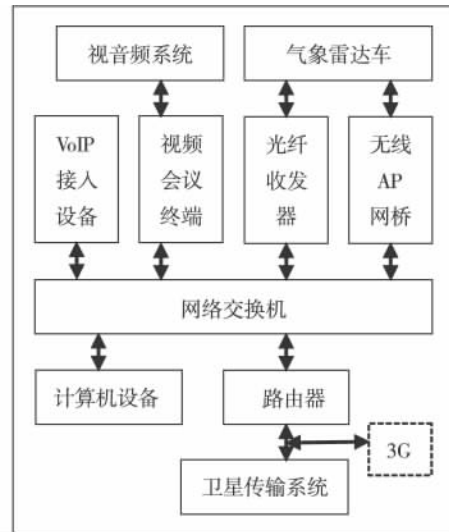 视音频系统
气象雷达车
VoIP
接入
设备
视频
会议
终端
光纤
收发
器
无线
AP
网桥
网络交换机
计算机设备
路由器
3G
卫星传输系统